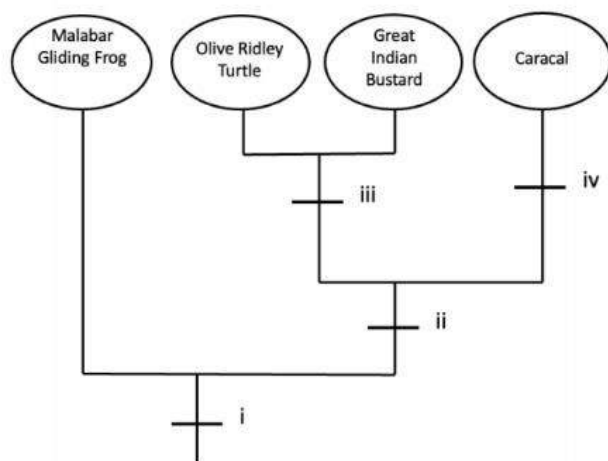 Malabar
Gliding Frog
Olive Ridley
Turtle
Great
Indian
Bustard
Caracal
iii
iv
ii
i